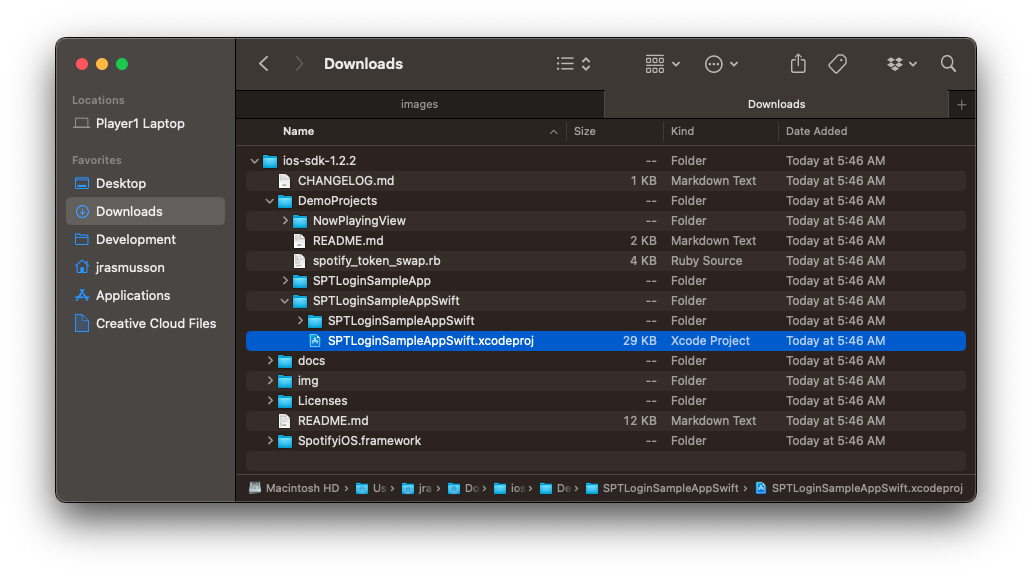 Downloads
images
Downloads
Locations
Player1 Laptop
Favorites
Desktop
Downloads
Development
jrasmusson
Applications
Creative Cloud Files
Name Size Kind Date Added
ios-sdk-1.2.2 -- Folder Today at 5:46 AM
CHANGELOG.md 1 KB Markdown Text Today at 5:46 AM
DemoProjects -- Folder Today at 5:46 AM
NowPlayingView -- Folder Today at 5:46 AM
README.md 2 KB Markdown Text Today at 5:46 AM
spotify_token_swap.rb 4 KB Ruby Source Today at 5:46 AM
SPTLoginSampleApp -- Folder Today at 5:46 AM
SPTLoginSampleAppSwift -- Folder Today at 5:46 AM
SPTLoginSampleAppSwift -- Folder Today at 5:46 AM
SPTLoginSampleAppSwift.xcodeproj 29 KB Xcode Project Today at 5:46 AM
docs -- Folder Today at 5:46 AM
img -- Folder Today at 5:46 AM
Licenses -- Folder Today at 5:46 AM
README.md 12 KB Markdown Text Today at 5:46 AM
SpotifyiOS.framework -- Folder Today at 5:46 AM
Macintosh HD › Us › jra › Do › ios › De › SPTLoginSampleAppSwift › SPTLoginSampleAppSwift.xcodeproj